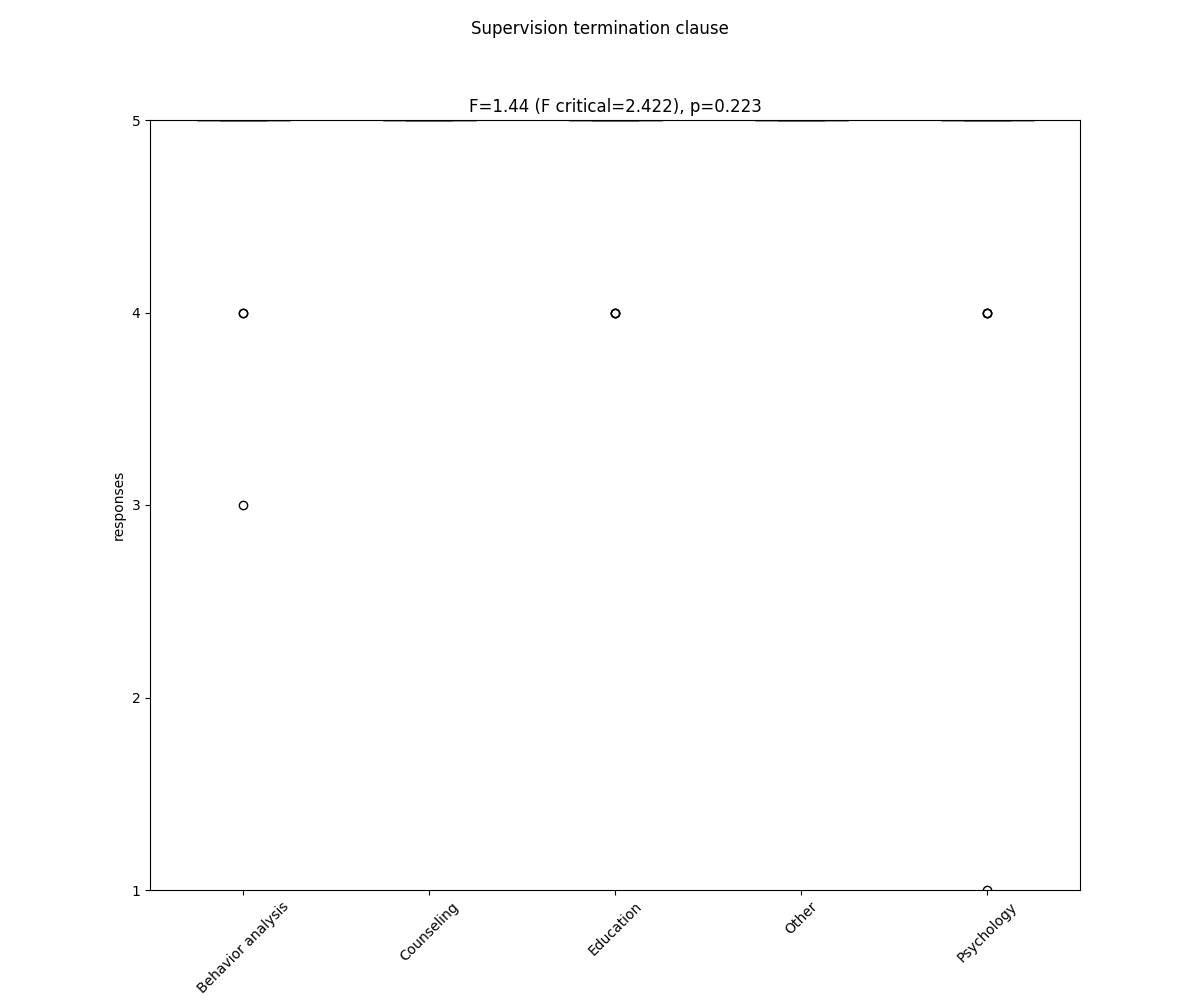 Supervision termination clause
F=1.44 (F critical=2.422), p=0.223
5
4
3
2
1
responses
Behavior analysis
Counseling
Education
Other
Psychology